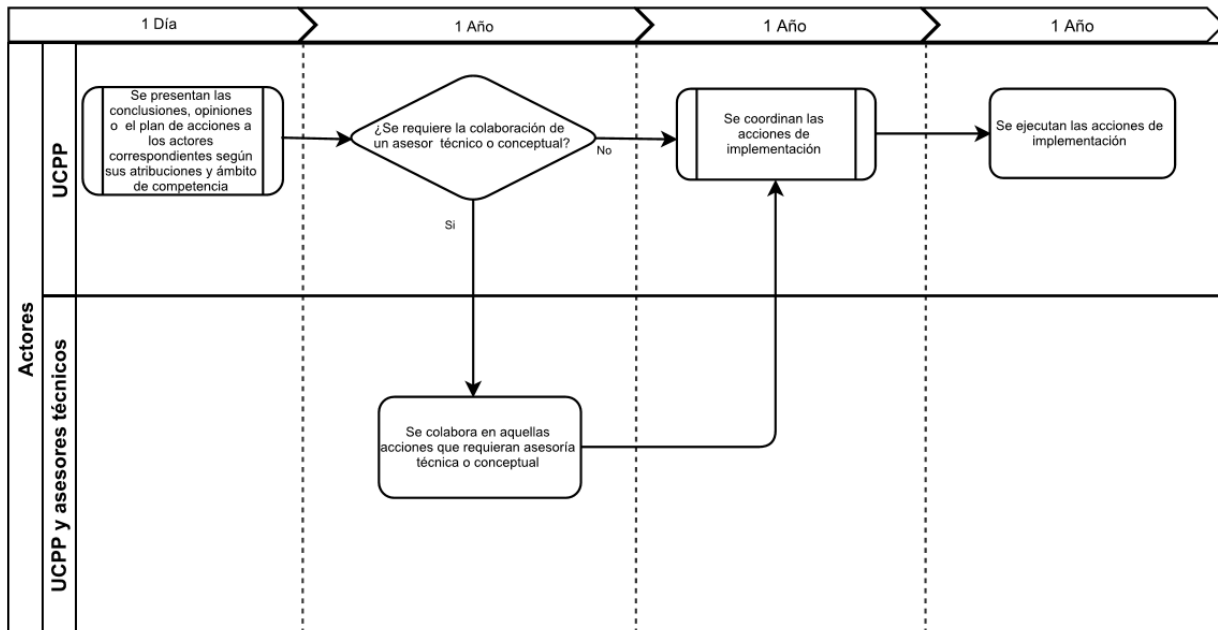 1 Día
1 Año
1 Año
1 Año
Actores
UCPP
Se presentan las
conclusiones, opiniones
o el plan de acciones a
los actores
correspondientes según
sus atribuciones y ámbito
de competencia
¿Se requiere la colaboración de
un asesor técnico o conceptual?
No
Si
Se coordinan las
acciones de
implementación
Se ejecutan las acciones de
implementación
UCPP y asesores técnicos
Se colabora en aquellas
acciones que requieran asesoría
técnica o conceptual